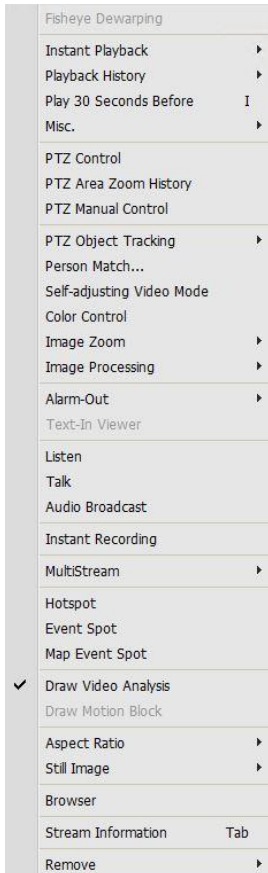 Fisheye Dewarping
Instant Playback
Playback History
Play 30 Seconds Before I
Misc.
PTZ Control
PTZ Area Zoom History
PTZ Manual Control
PTZ Object Tracking
Person Match...
Self-adjusting Video Mode
Color Control
Image Zoom
Image Processing
Alarm-Out
Text-In Viewer
Listen
Talk
Audio Broadcast
Instant Recording
MultiStream
Hotspot
Event Spot
Map Event Spot
Draw Video Analysis
Draw Motion Block
Aspect Ratio
Still Image
Browser
Stream Information Tab
Remove